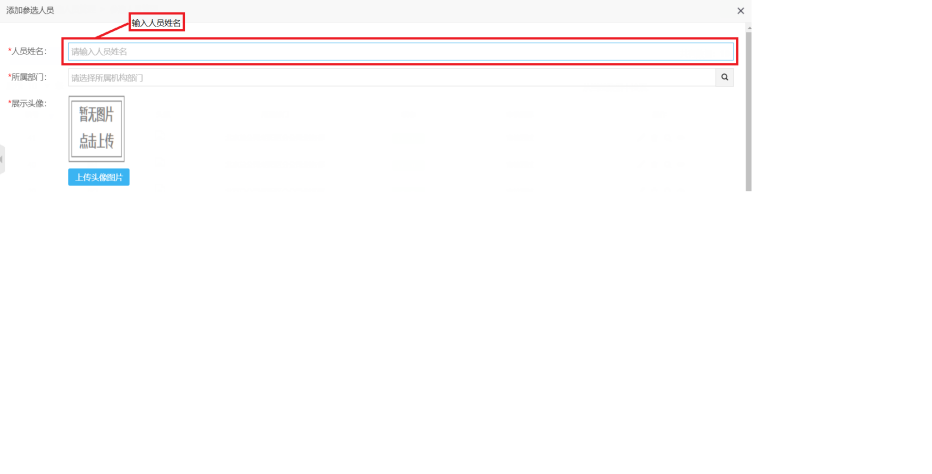 添加参选人员
输入人员姓名
*人员姓名:
请输入人员姓名
*所属部门:
请选择所属机构部门
*展示头像:
暂无图片
点击上传
上传头像图片